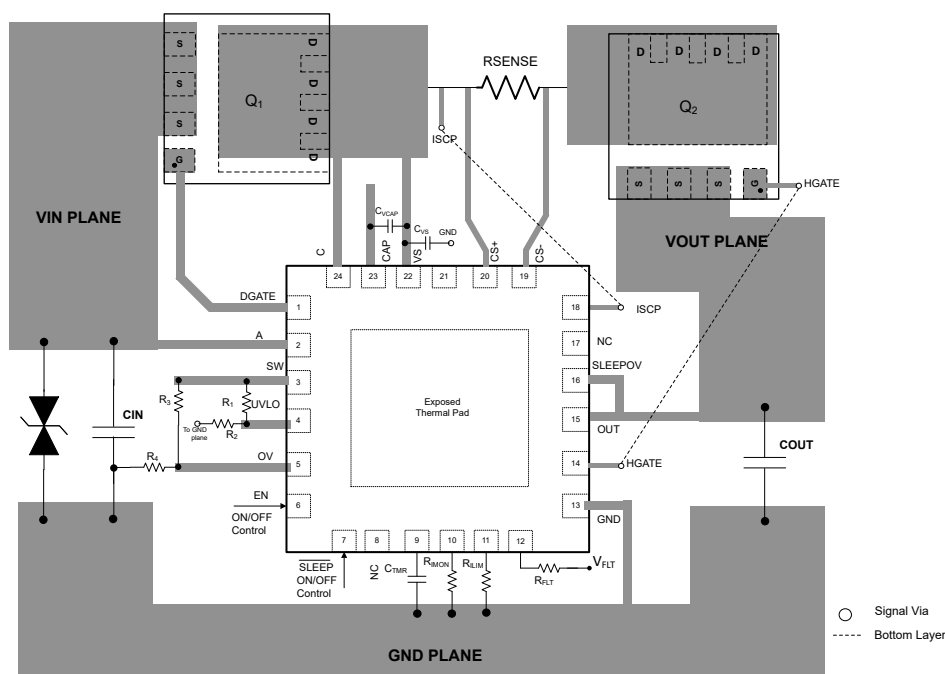 S
S
S
G
Q1
D
D
D
D
RSENSE
ISCP
D
D
D
D
Q2
S
S
S
G
HGATE
VIN PLANE
VOUT PLANE
C
CVCAP
CAP
CVS
VS
GND
CS+
CS-
24
23
22
21
20
19
DGATE
1
A
2
SW
3
R3
R1
UVLO
4
To GND
plane
R2
CIN
R4
OV
5
EN
6
ON/OFF
Control
Exposed
Thermal Pad
18
ISCP
17
NC
SLEEPOV
16
15
OUT
14
HGATE
13
GND
COUT
7
8
9
10
11
12
SLEEP
ON/OFF
Control
NC
CTMR
RIMON
RILIM
RFLT
VFLT
GND PLANE
Signal Via
Bottom Layer